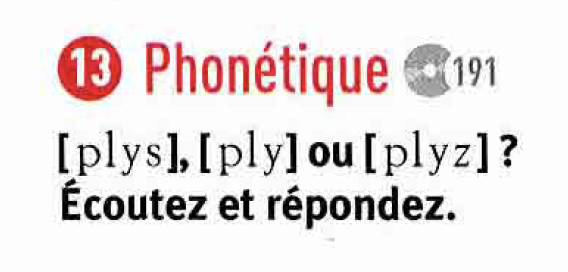 13 Phonétique 191
[plys], [ply] ou [plyz] ?
Écoutez et répondez.